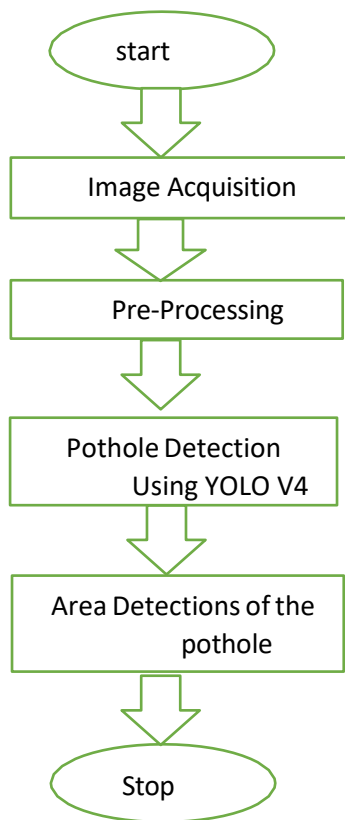 start
Image Acquisition
Pre-Processing
Pothole Detection
Using YOLO V4
Area Detections of the
pothole
Stop